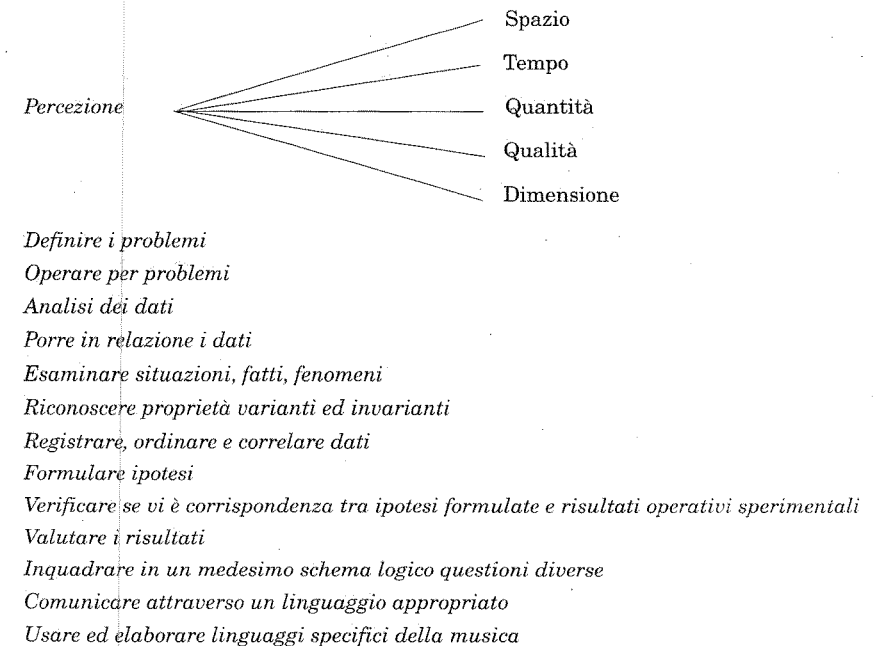 Spazio
Tempo
Percezione Quantità
Qualità
Dimensione
Definire i problemi
Operare per problemi
Analisi dei dati
Porre in relazione i dati
Esaminare situazioni, fatti, fenomeni
Riconoscere proprietà varianti ed invarianti
Registrare, ordinare e correlare dati
Formulare ipotesi
Verificare se vi è corrispondenza tra ipotesi formulate e risultati operativi sperimentali
Valutare i risultati
Inquadrare in un medesimo schema logico questioni diverse
Comunicare attraverso un linguaggio appropriato
Usare ed elaborare linguaggi specifici della musica